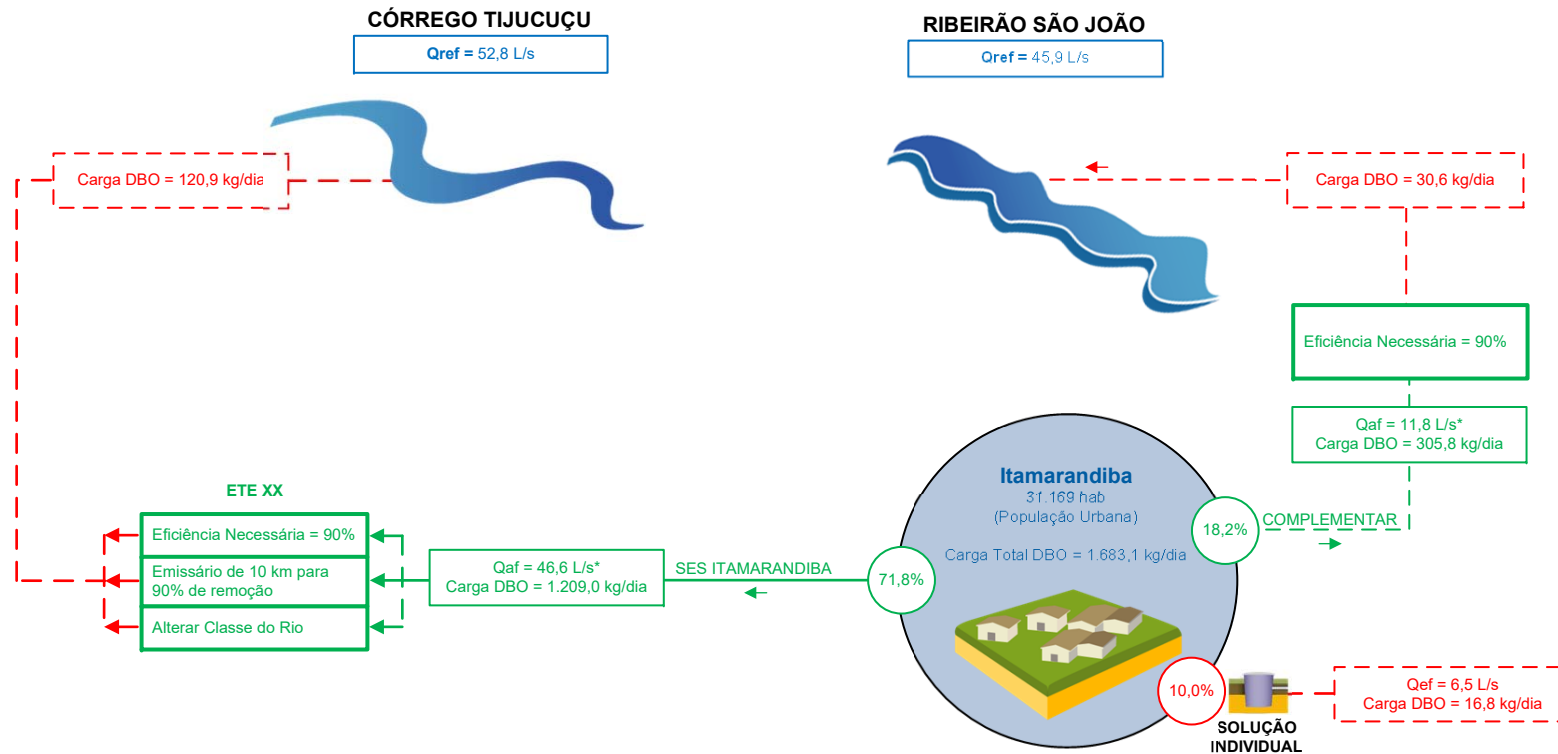 CÓRREGO TIJUCUÇU
Qref = 52,8 L/s
RIBEIRÃO SÃO JOÃO
Qref = 45,9 L/s
Carga DBO = 120,9 kg/dia
Carga DBO = 30,6 kg/dia
Eficiência Necessária = 90%
Qaf = 11,8 L/s*
Carga DBO = 305,8 kg/dia
Itamarandiba
31.169 hab
(População Urbana)
Carga Total DBO = 1.683,1 kg/dia
18,2%
COMPLEMENTAR
ETE XX
Eficiência Necessária = 90%
Emissário de 10 km para
90% de remoção
Alterar Classe do Rio
Qaf = 46,6 L/s*
Carga DBO = 1.209,0 kg/dia
SES ITAMARANDIBA
71,8%
10,0%
SOLUÇÃO
INDIVIDUAL
Qef = 6,5 L/s
Carga DBO = 16,8 kg/dia